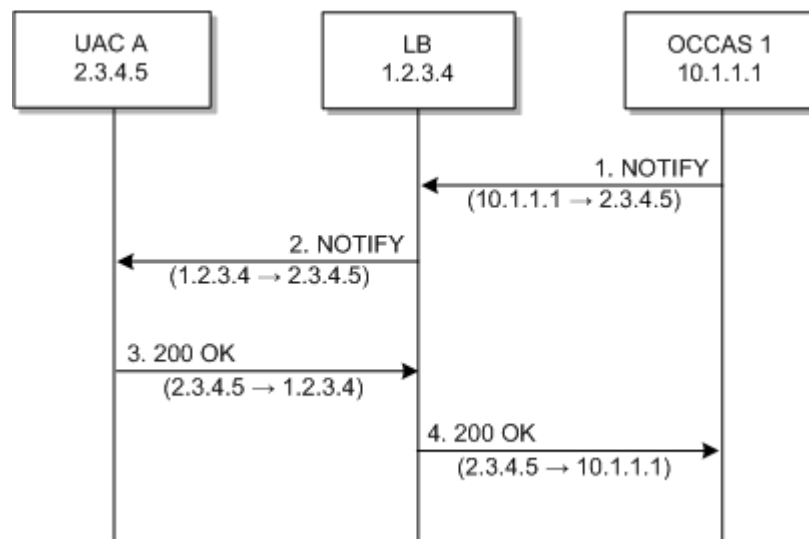 UAC A
2.3.4.5
LB
1.2.3.4
OCCAS 1
10.1.1.1
1. NOTIFY
(10.1.1.1 → 2.3.4.5)
2. NOTIFY
(1.2.3.4 → 2.3.4.5)
3. 200 OK
(2.3.4.5 → 1.2.3.4)
4. 200 OK
(2.3.4.5 → 10.1.1.1)